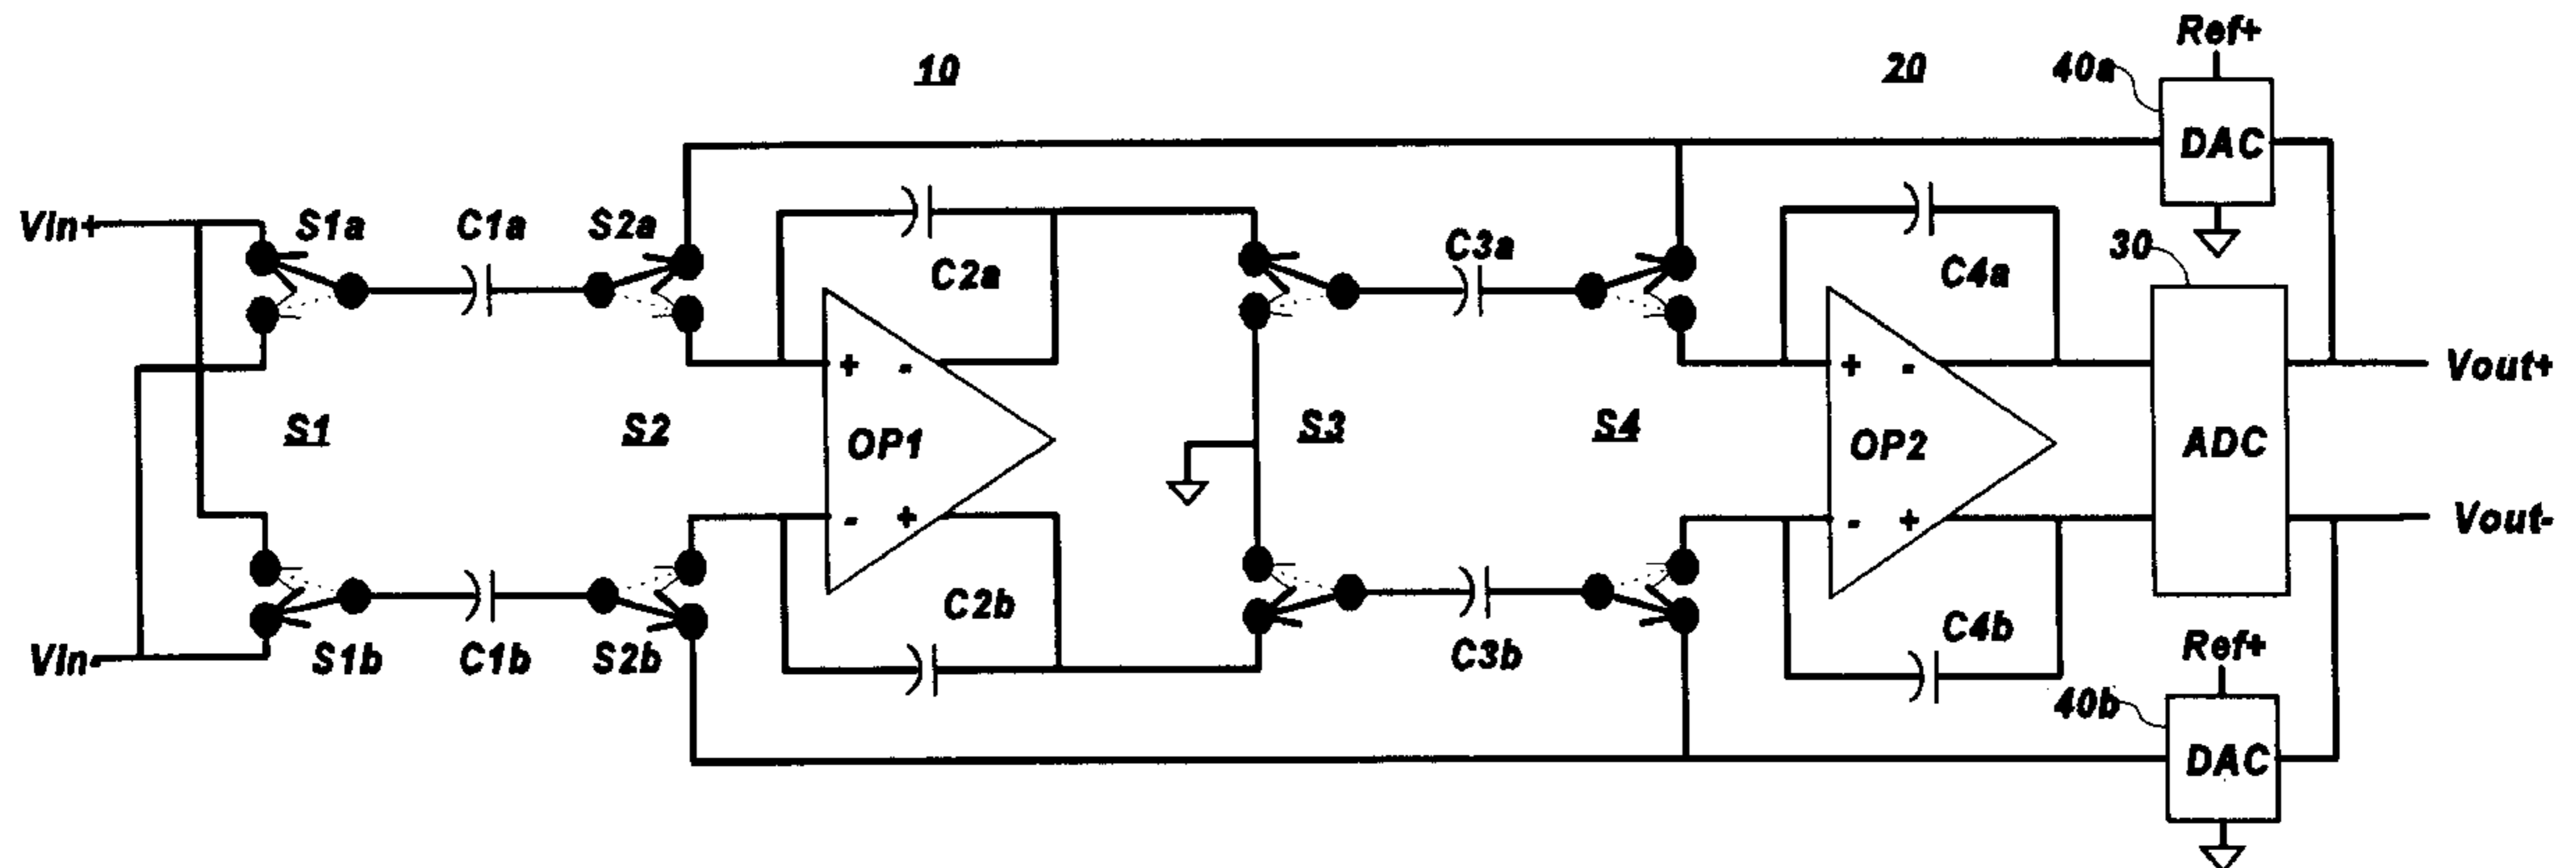 Ref+
10
20
40a
DAC
Vin+
S1a
C1a
S2a
C2a
C3a
C4a
30
+ -
+ -
Vout+
S1
S2
OP1
S3
S4
OP2
ADC
- +
- +
Vout-
C2b
C4b
Vin-
S1b
C1b
S2b
C3b
Ref+
40b
DAC